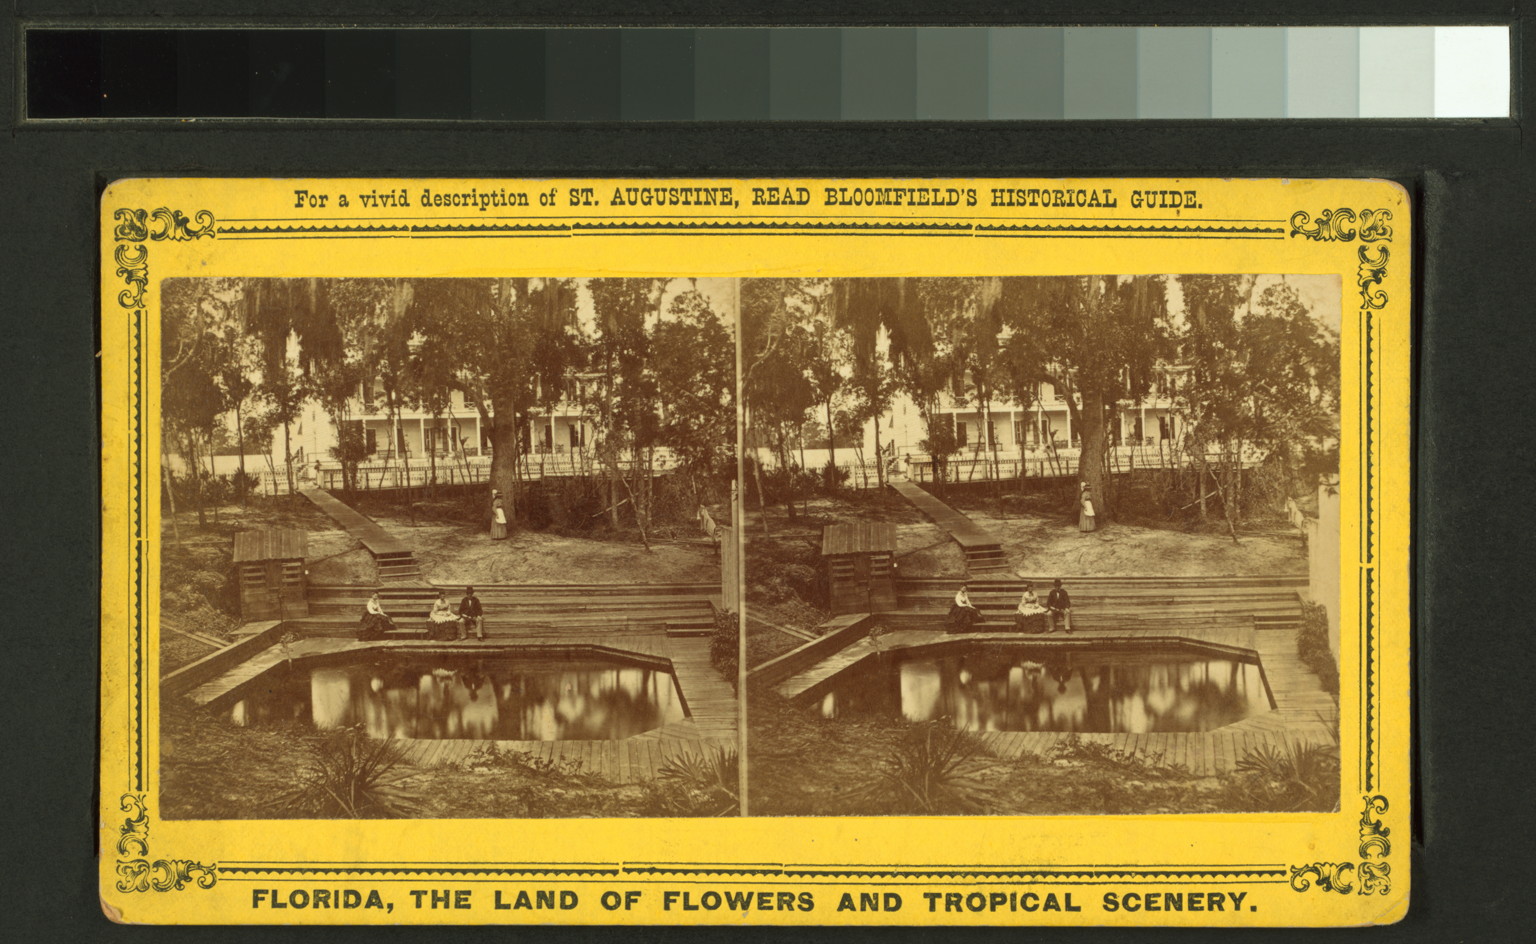 For a vivid description of ST. AUGUSTINE, READ BLOOMFIELD'S HISTORICAL GUIDE.
FLORIDA, THE LAND OF FLOWERS AND TROPICAL SCENERY.